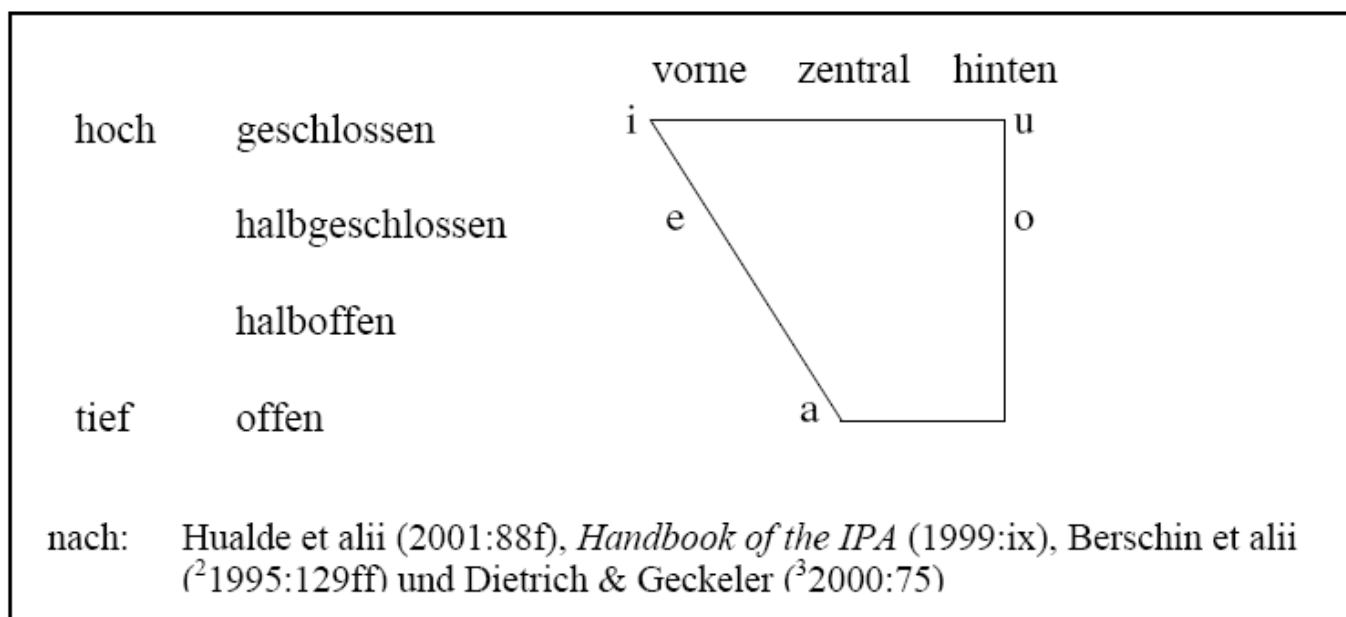 vorne zentral hinten
hoch geschlossen i u
halbgeschlossen e o
halboffen
tief offen a
nach: Hualde et alii (2001:88f), Handbook of the IPA (1999:ix), Berschin et alii
(²1995:129ff) und Dietrich & Geckeler (³2000:75)